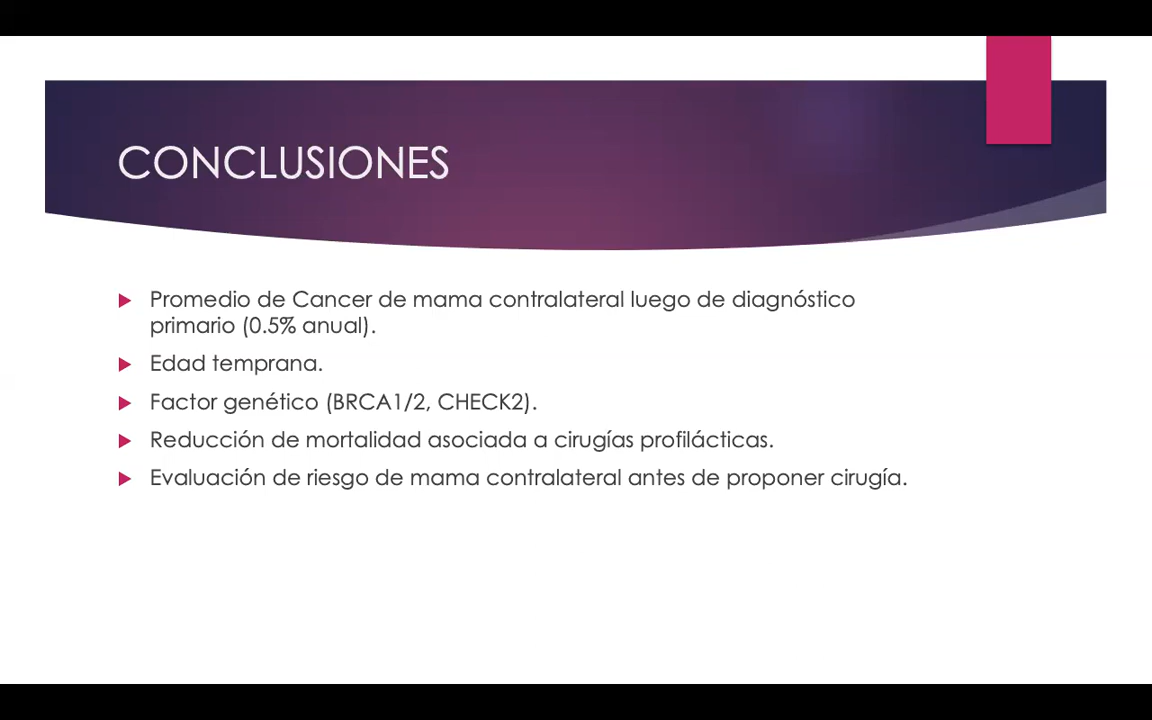 CONCLUSIONES
Promedio de Cancer de mama contralateral luego de diagnóstico
primario (0.5% anual).
Edad temprana.
Factor genético (BRCA1/2, CHECK2).
Reducción de mortalidad asociada a cirugías profilácticas.
Evaluación de riesgo de mama contralateral antes de proponer cirugía.